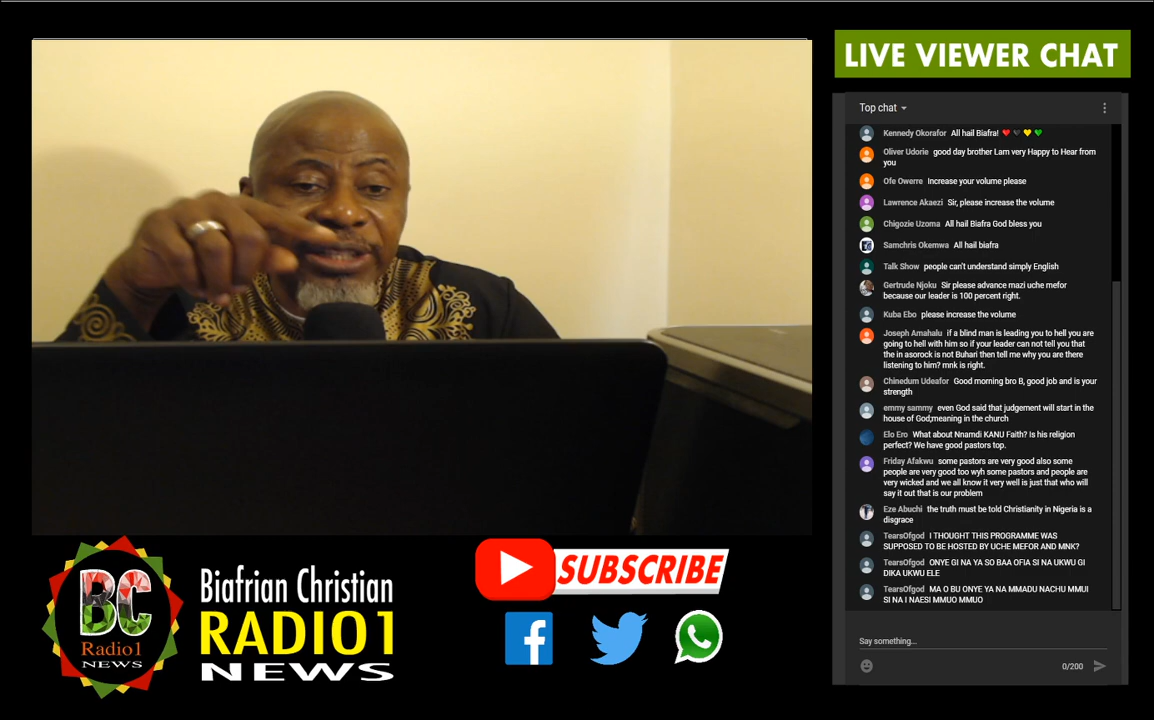 LIVE VIEWER CHAT
Top chat
Kennedy Okorafor All hail Biafra!
Oliver Udorie good day brother Lam very Happy to Hear from
you
Ofe Owerre Increase your volume please
Lawrence Akaezi Sir, please increase the volume
Chigozie Uzoma All hail Biafra God bless you
Samchris Okemwa All hail biafra
Talk Show people can't understand simply English
Gertrude Njoku Sir please advance mazi uche mefor
because our leader is 100 percent right.
Kuba Ebo please increase the volume
Joseph Amahalu if a blind man is leading you to hell you are
going to hell with him so if your leader can not tell you that
the in asorock is not Buhari then tell me why you are there
listening to him? mnk is right.
Chinedum Udeafor Good morning bro B, good job and is your
strength
emmy sammy even God said that judgement will start in the
house of God;meaning in the church
Elo Ero What about Nnamdi KANU Faith? Is his religion
perfect? We have good pastors top.
Friday Afakwu some pastors are very good also some
people are very good too wyh some pastors and people are
very wicked and we all know it very well is just that who will
say it out that is our problem
Eze Abuchi the truth must be told Christianity in Nigeria is a
disgrace
TearsOfgod I THOUGHT THIS PROGRAMME WAS
SUPPOSED TO BE HOSTED BY UCHE MEFOR AND MNK?
TearsOfgod ONYE GI NA YA SO BAA OFIA SI NA UKWU GI
DIKA UKWU ELE
TearsOfgod MA O BU ONYE YA NA MMADU NACHU MMUI
SI NA I NAESI MMUO MMUO
Say something...
0/200
BC
Radio1
NEWS
Biafrian Christian
RADIO1
NEWS
SUBSCRIBE